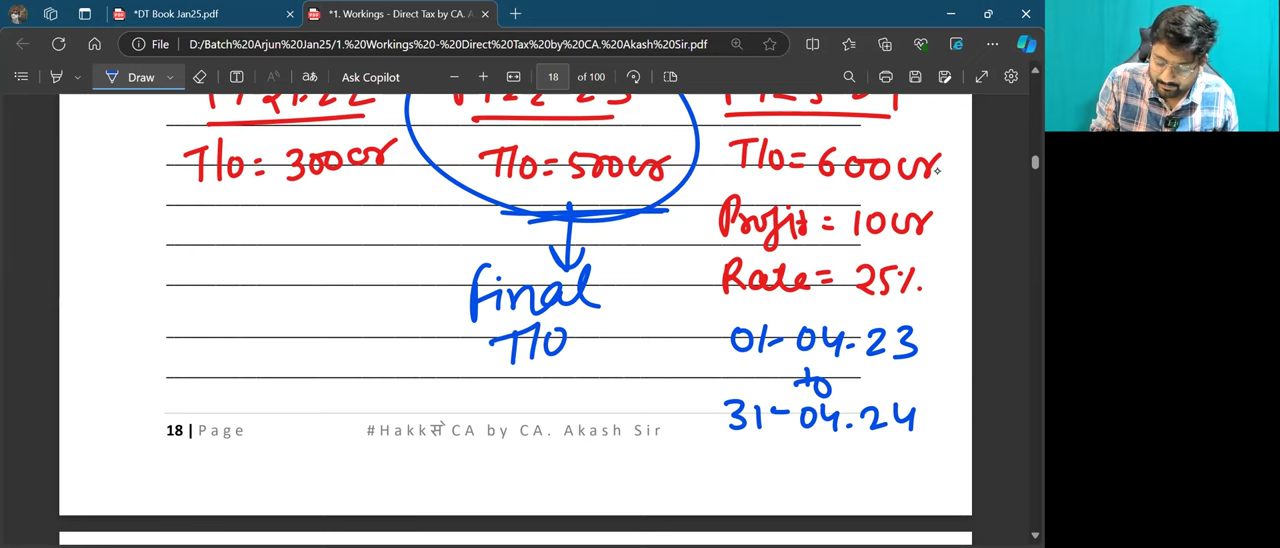 *DT Book Jan25.pdf
*1. Workings - Direct Tax by CA. A
File
D:/Batch%20Arjun%20Jan25/1.%20Workings%20-%20Direct%20Tax%20by%20CA.%20Akash%20Sir.pdf
Draw
aあ
Ask Copilot
18 of 100
T/o = 300cr
T/o = 500cr
T/o = 600cr
Profit = 10cr
Rate = 25%.
final
T/O
01-04.23
to
31-04.24
18 | Page
#Hakkसे CA by CA. Akash Sir